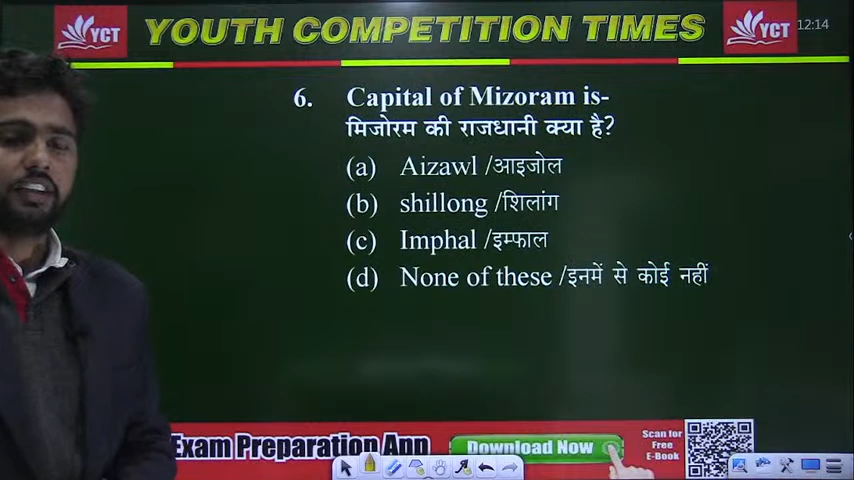 YCT
YOUTH COMPETITION TIMES
YCT
12:14
6. Capital of Mizoram is-
मिजोरम की राजधानी क्या है?
(a) Aizawl /आइजोल
(b) shillong /शिलांग
(c) Imphal /इम्फाल
(d) None of these /इनमें से कोई नहीं
Exam Preparation App
Download Now
Scan for
Free
E-Book